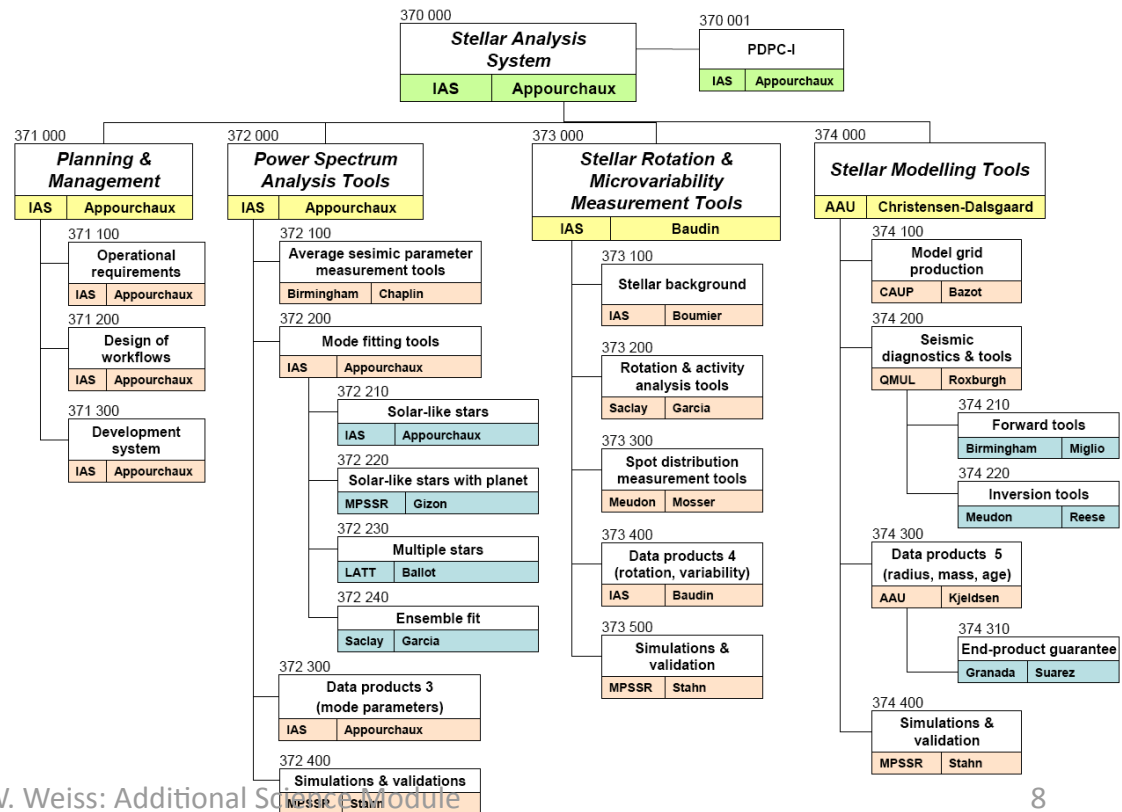 370 000
Stellar Analysis
System
IAS Appourchaux
370 001
PDPC-I
IAS Appourchaux
371 000
Planning &
Management
IAS Appourchaux
371 100
Operational
requirements
IAS Appourchaux
371 200
Design of
workflows
IAS Appourchaux
371 300
Development
system
IAS Appourchaux
372 000
Power Spectrum
Analysis Tools
IAS Appourchaux
372 100
Average sesimic parameter
measurement tools
Birmingham Chaplin
372 200
Mode fitting tools
IAS Appourchaux
372 210
Solar-like stars
IAS Appourchaux
372 220
Solar-like stars with planet
MPSSR Gizon
372 230
Multiple stars
LATT Ballot
372 240
Ensemble fit
Saclay Garcia
372 300
Data products 3
(mode parameters)
IAS Appourchaux
372 400
Simulations & validations
MPSSR Stahn
373 000
Stellar Rotation &
Microvariability
Measurement Tools
IAS Baudin
373 100
Stellar background
IAS Boumier
373 200
Rotation & activity
analysis tools
Saclay Garcia
373 300
Spot distribution
measurement tools
Meudon Mosser
373 400
Data products 4
(rotation, variability)
IAS Baudin
373 500
Simulations &
validation
MPSSR Stahn
374 000
Stellar Modelling Tools
AAU Christensen-Dalsgaard
374 100
Model grid
production
CAUP Bazot
374 200
Seismic
diagnostics & tools
QMUL Roxburgh
374 210
Forward tools
Birmingham Miglio
374 220
Inversion tools
Meudon Reese
374 300
Data products 5
(radius, mass, age)
AAU Kjeldsen
374 310
End-product guarantee
Granada Suarez
374 400
Simulations &
validation
MPSSR Stahn
. Weiss: Additional Science Module
8